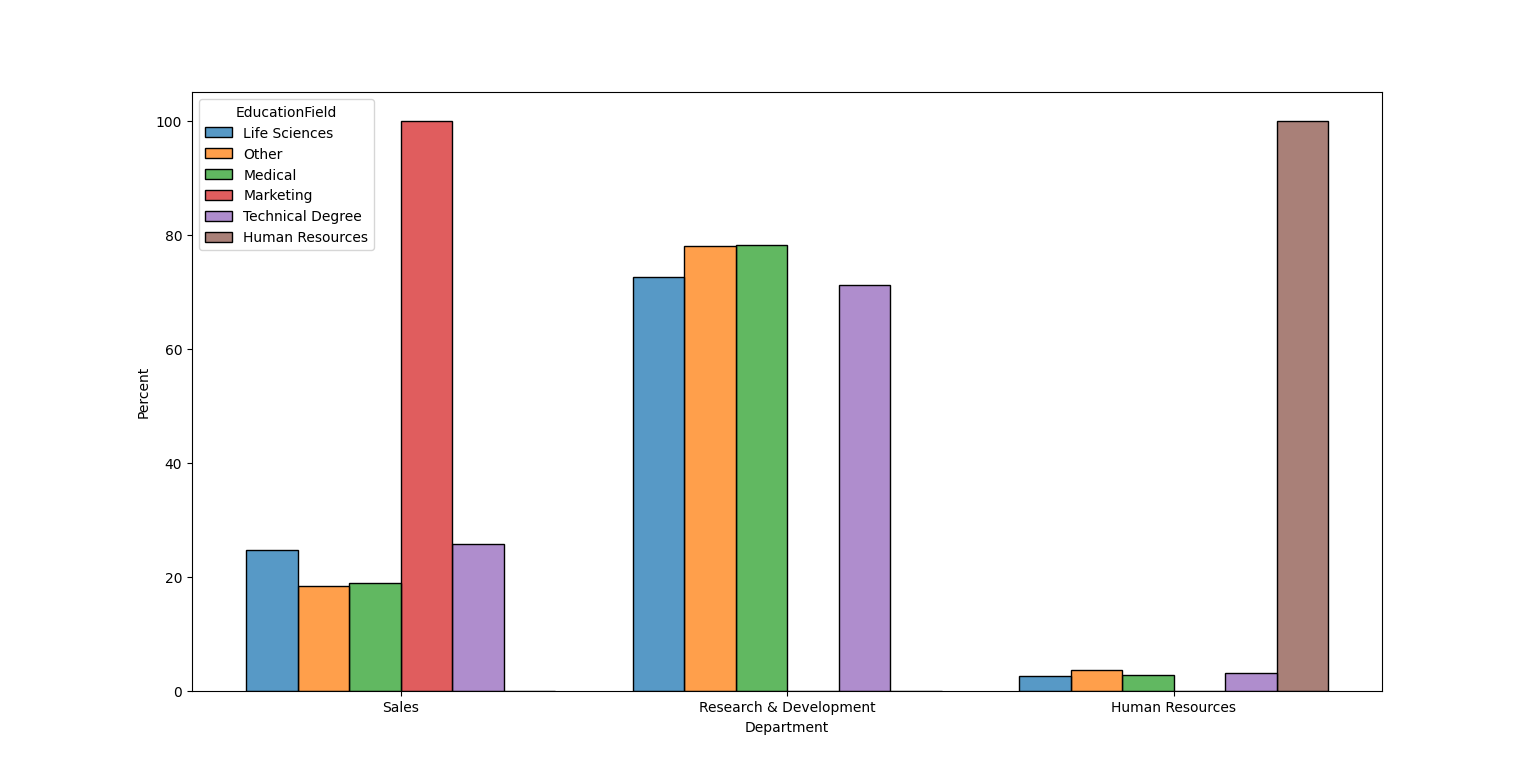 EducationField
Life Sciences
Other
Medical
Marketing
Technical Degree
Human Resources
100
80
60
40
20
0
Percent
Sales
Research & Development
Human Resources
Department